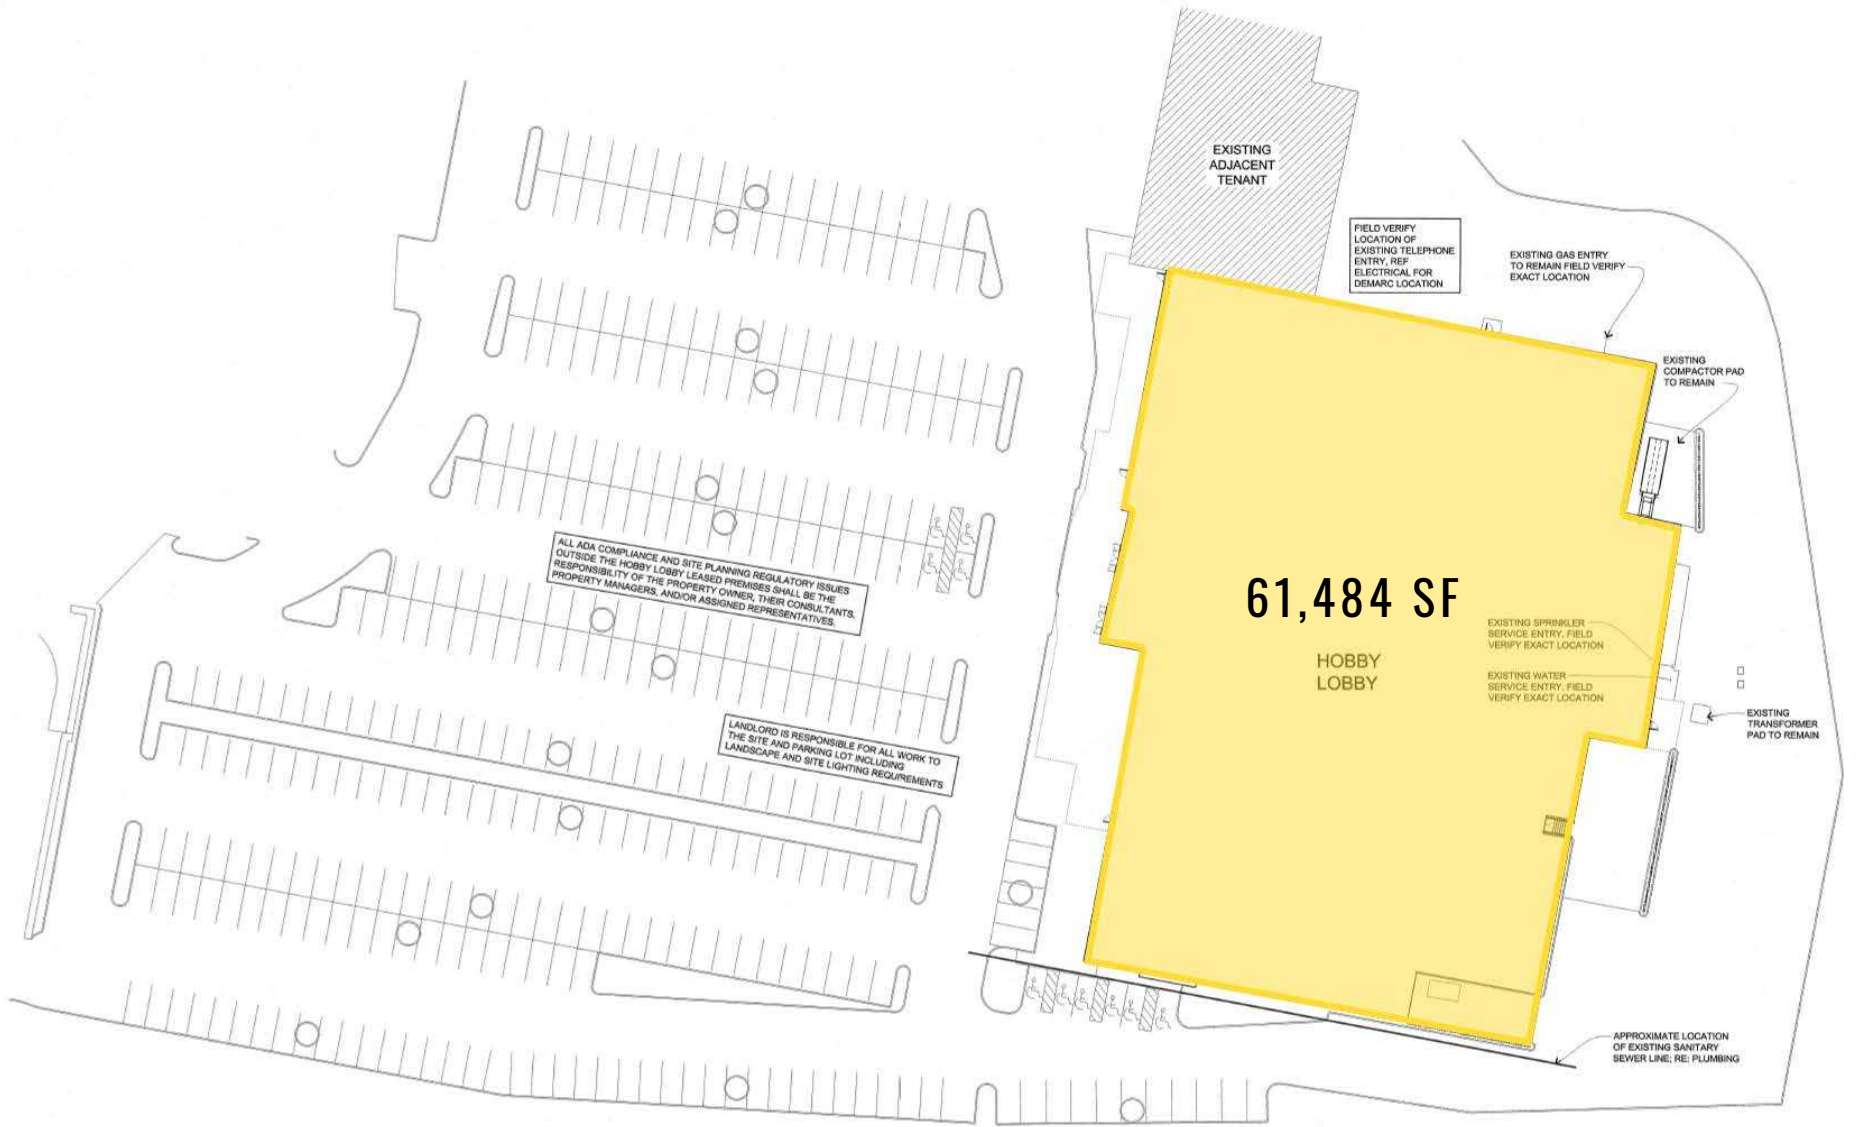 EXISTING
ADJACENT
TENANT
FIELD VERIFY
LOCATION OF
EXISTING TELEPHONE
ENTRY, REF
ELECTRICAL FOR
DEMARC LOCATION
EXISTING GAS ENTRY
TO REMAIN FIELD VERIFY
EXACT LOCATION
EXISTING
COMPACTOR PAD
TO REMAIN
ALL ADA COMPLIANCE AND SITE PLANNING REGULATORY ISSUES
OUTSIDE THE HOBBY LOBBY LEASED PREMISES SHALL BE THE
RESPONSIBILITY OF THE PROPERTY OWNER, THEIR CONSULTANTS,
PROPERTY MANAGERS, AND/OR ASSIGNED REPRESENTATIVES.
61,484 SF
HOBBY
LOBBY
EXISTING SPRINKLER
SERVICE ENTRY. FIELD
VERIFY EXACT LOCATION
EXISTING WATER
SERVICE ENTRY. FIELD
VERIFY EXACT LOCATION
LANDLORD IS RESPONSIBLE FOR ALL WORK TO
THE SITE AND PARKING LOT INCLUDING
LANDSCAPE AND SITE LIGHTING REQUIREMENTS
EXISTING
TRANSFORMER
PAD TO REMAIN
APPROXIMATE LOCATION
OF EXISTING SANITARY
SEWER LINE; RE: PLUMBING